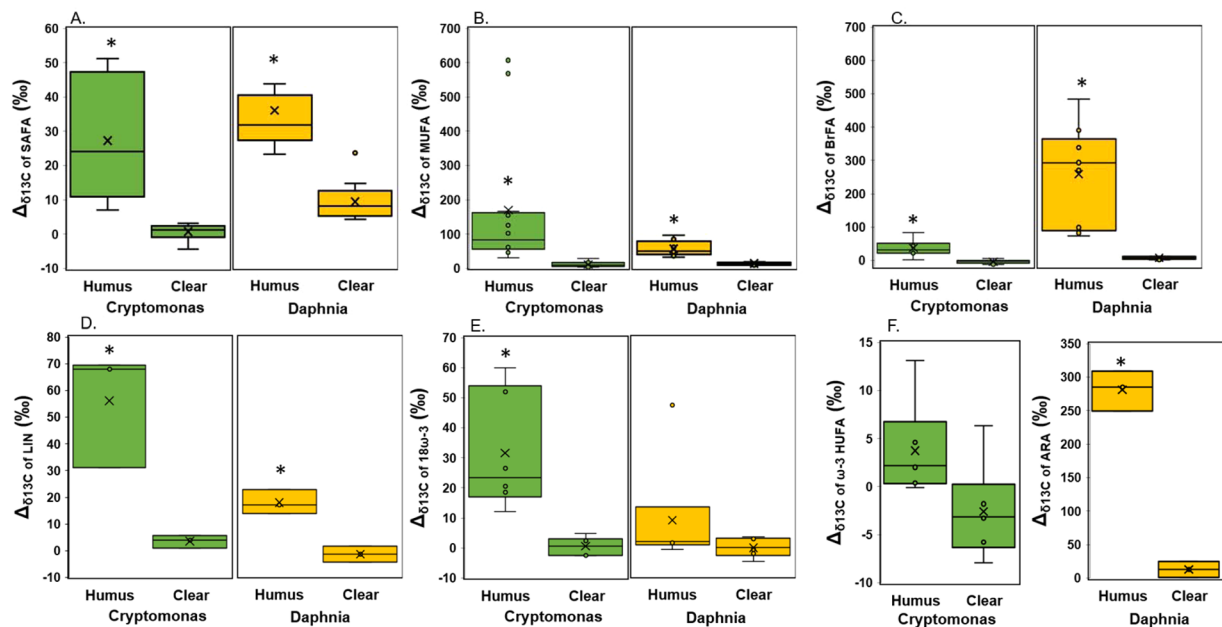 A.
B.
C.
Δδ13C of SAFA (‰)
60
50
40
30
20
10
0
-10
*
*
Humus Clear Humus Clear
Cryptomonas Daphnia
Δδ13C of MUFA (‰)
700
600
500
400
300
200
100
0
*
*
Humus Clear Humus Clear
Cryptomonas Daphnia
Δδ13C of BrFA (‰)
700
600
500
400
300
200
100
0
*
*
Humus Clear Humus Clear
Cryptomonas Daphnia
D.
E.
F.
Δδ13C of LIN (‰)
80
70
60
50
40
30
20
10
0
-10
*
*
Humus Clear Humus Clear
Cryptomonas Daphnia
Δδ13C of 18ω-3 (‰)
70
60
50
40
30
20
10
0
-10
*
Humus Clear Humus Clear
Cryptomonas Daphnia
Δδ13C of ω-3 HUFA (‰)
15
10
5
0
-5
-10
Humus Clear
Cryptomonas
Δδ13C of ARA (‰)
350
300
250
200
150
100
50
0
*
Humus Clear
Daphnia